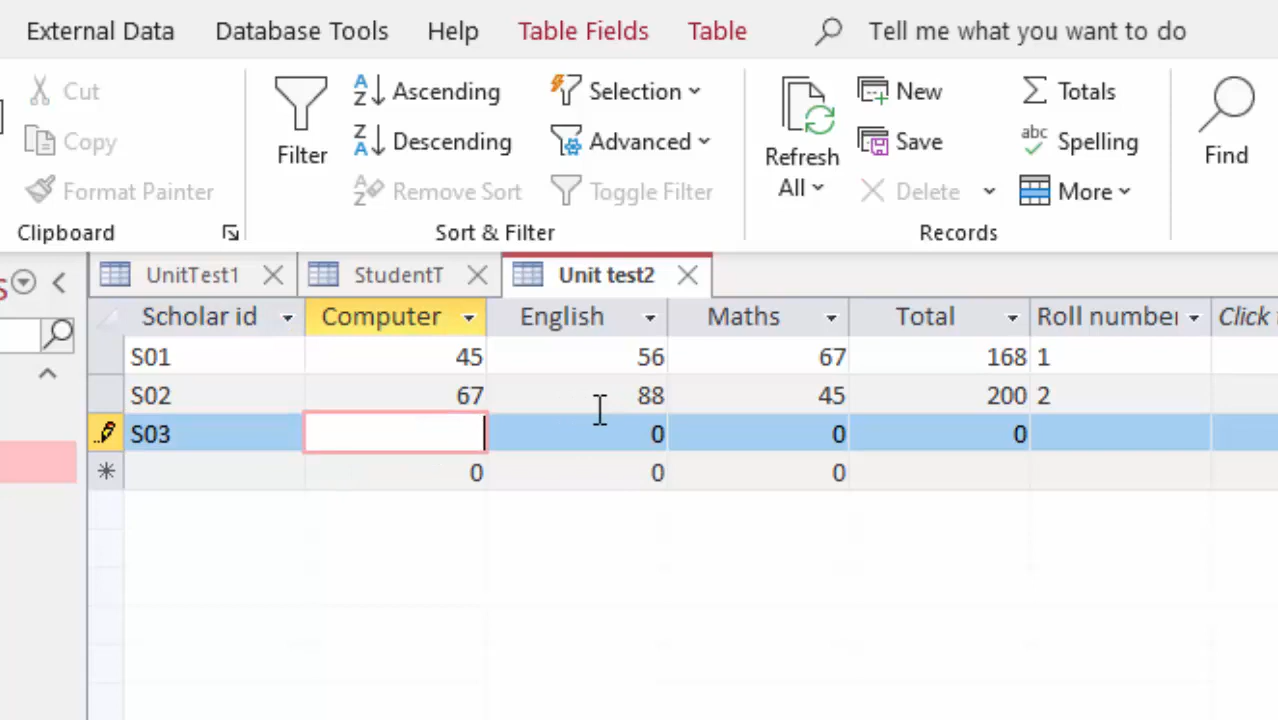 External Data Database Tools Help Table Fields Table Tell me what you want to do
Cut Ascending Selection New Totals
Copy Filter Descending Advanced Refresh All Save Spelling Find
Format Painter Remove Sort Toggle Filter Delete More
Clipboard Sort & Filter Records
UnitTest1 StudentT Unit test2
Scholar id Computer English Maths Total Roll number Click
S01 45 56 67 168 1
S02 67 88 45 200 2
S03 0 0 0
* 0 0 0